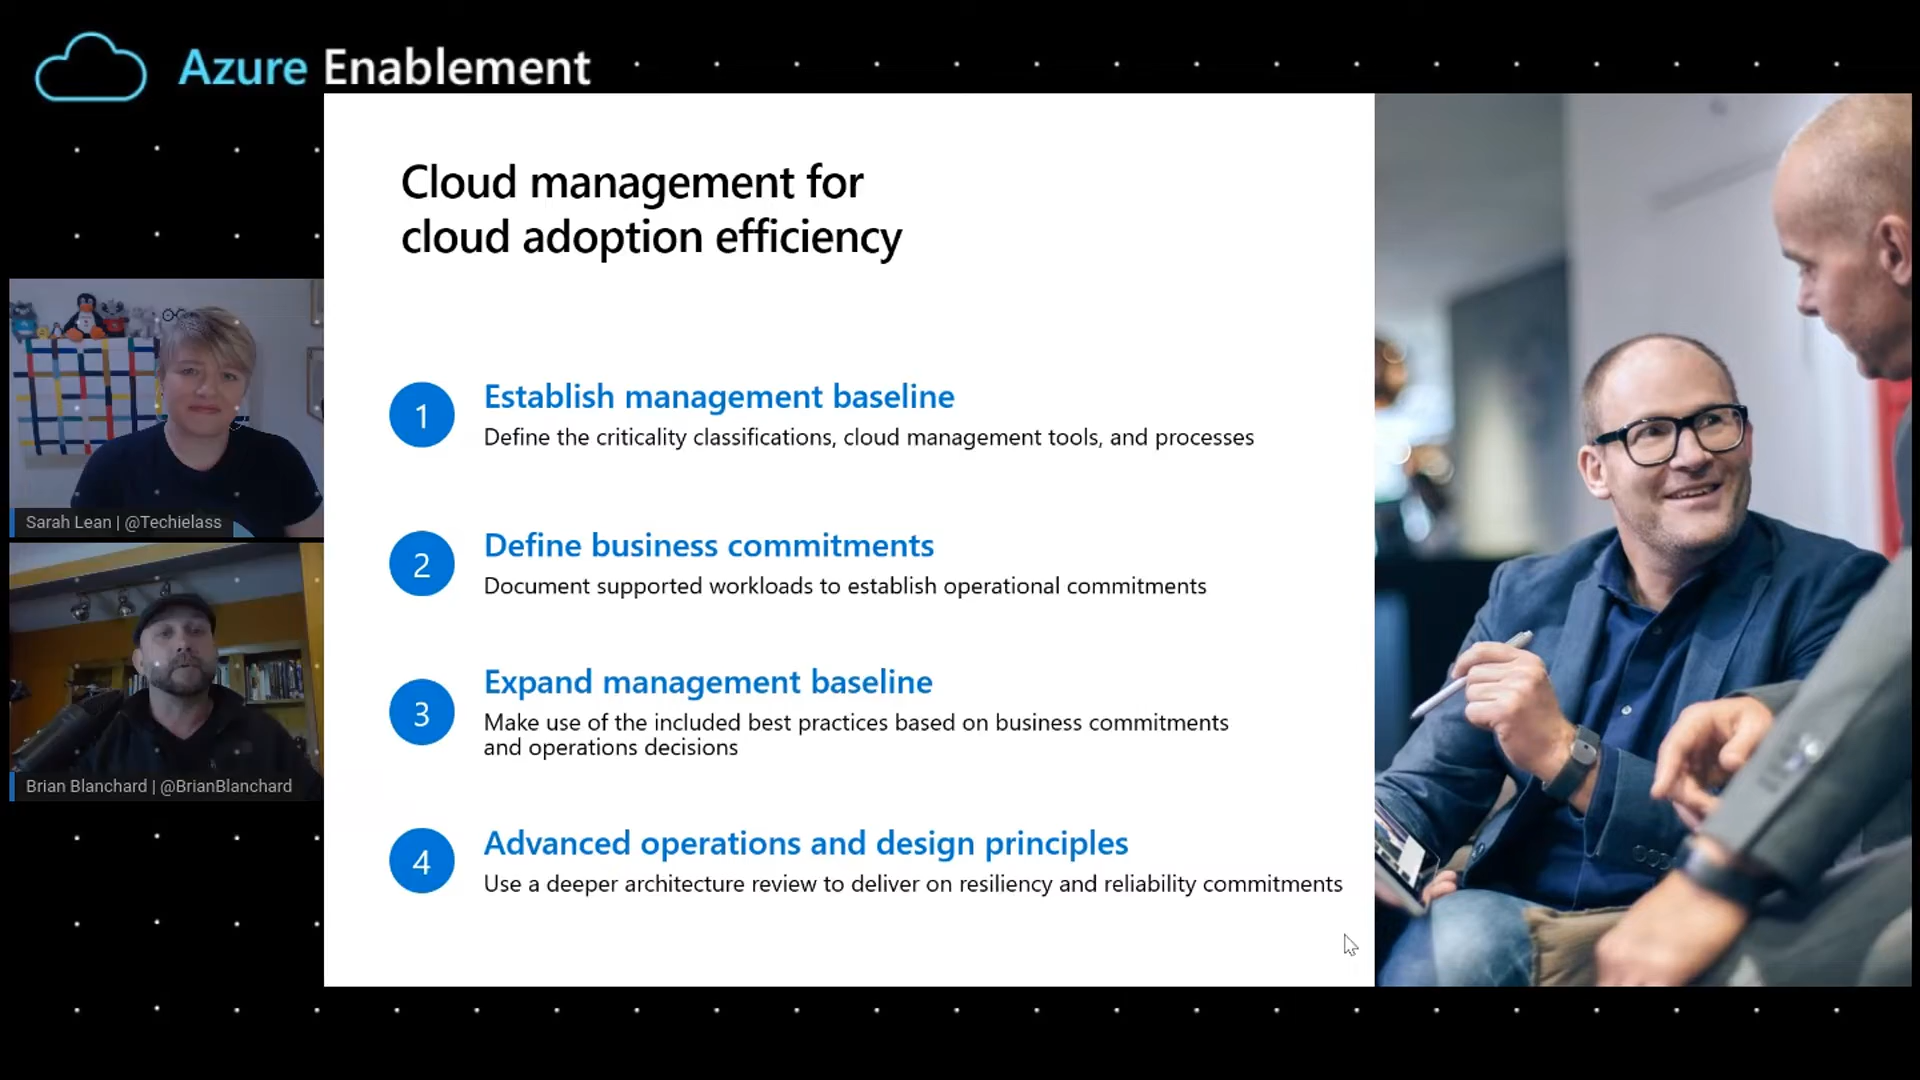 Azure Enablement
Cloud management for
cloud adoption efficiency
1
Establish management baseline
Define the criticality classifications, cloud management tools, and processes
2
Define business commitments
Document supported workloads to establish operational commitments
3
Expand management baseline
Make use of the included best practices based on business commitments
and operations decisions
4
Advanced operations and design principles
Use a deeper architecture review to deliver on resiliency and reliability commitments
Sarah Lean | @Techielass
Brian Blanchard | @BrianBlanchard